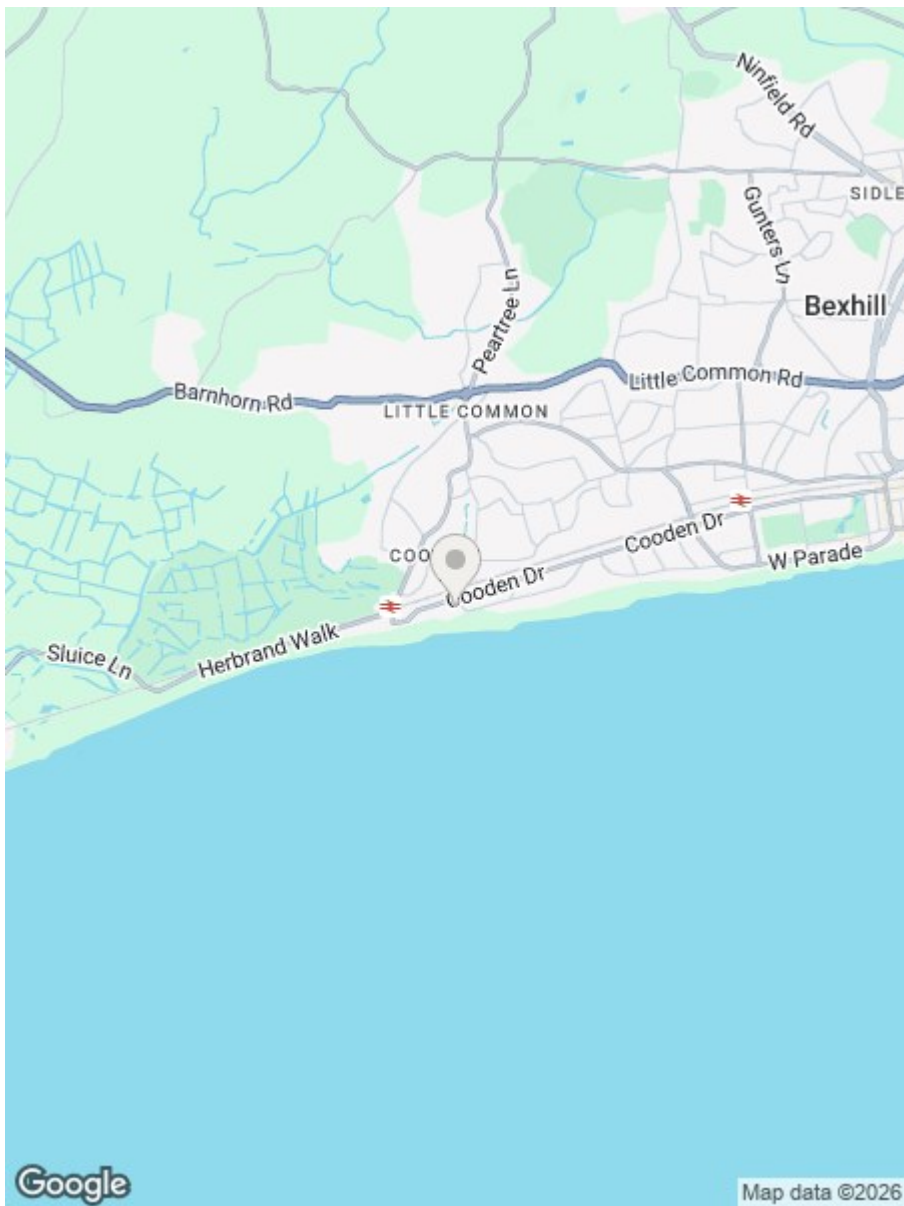 Ninfield Rd
SIDLE
Gunters Ln
Bexhill
Peartree Ln
Little Common Rd
Barnhorn Rd
LITTLE COMMON
COO
Cooden Dr
W Parade
Cooden Dr
Herbrand Walk
Sluice Ln
Google
Map data ©2026